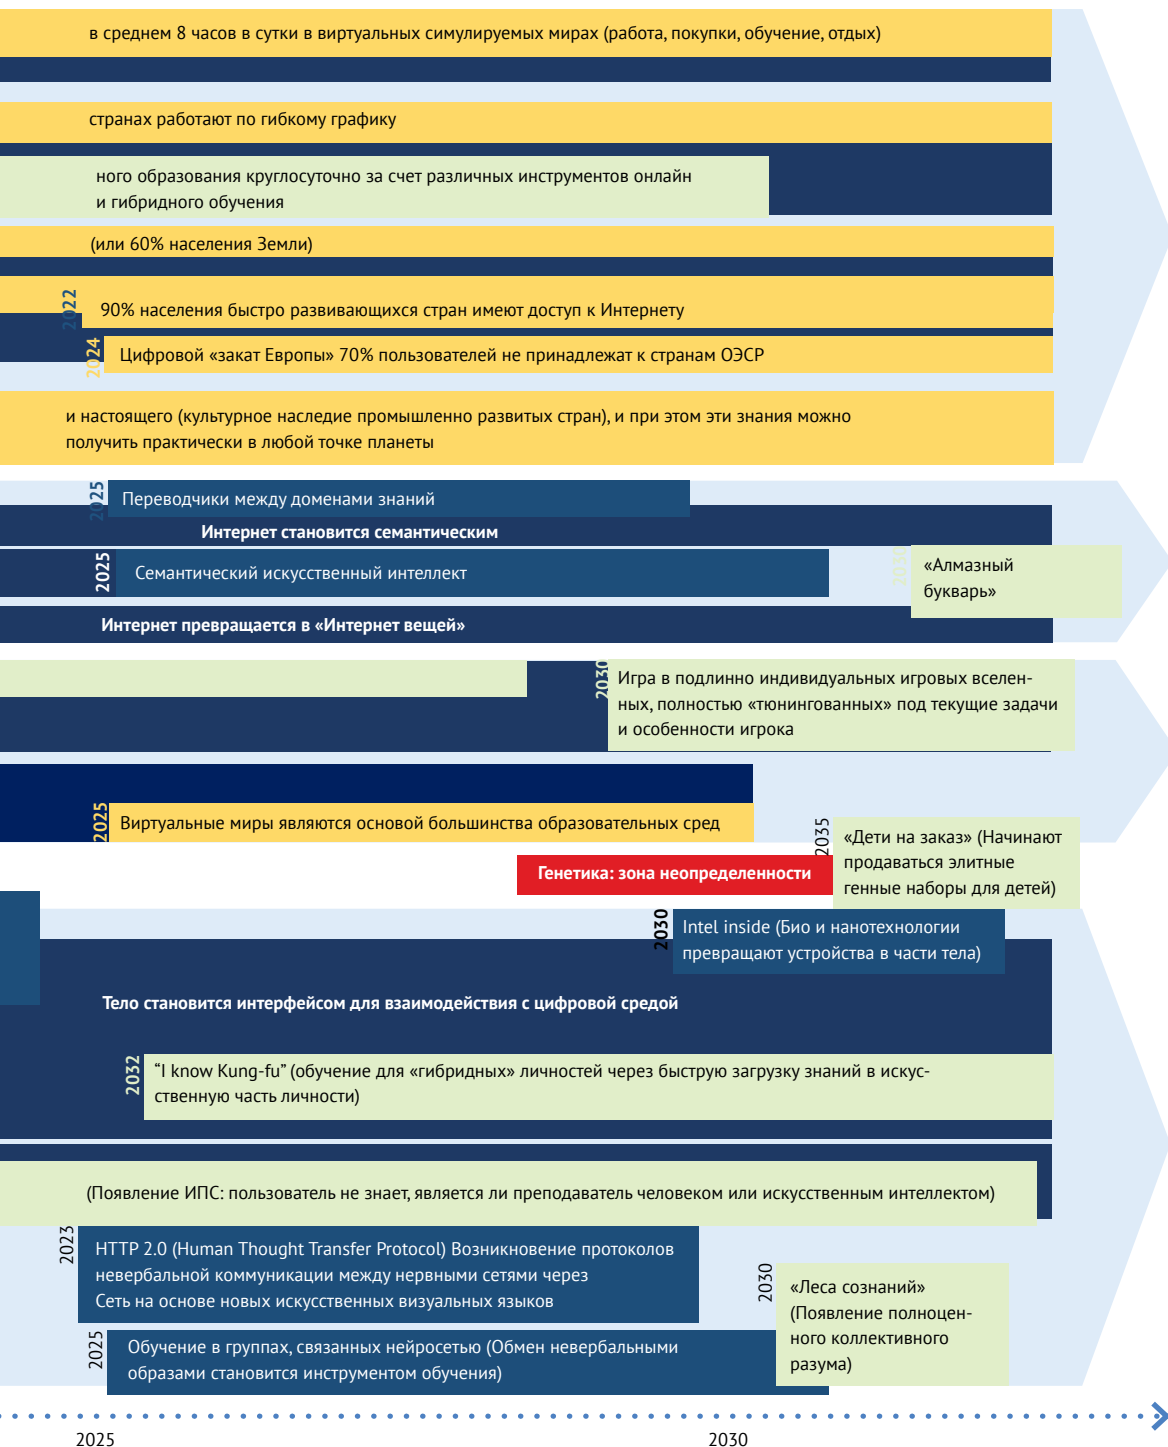 в среднем 8 часов в сутки в виртуальных симулируемых мирах (работа, покупки, обучение, отдых)
странах работают по гибкому графику
ного образования круглосуточно за счет различных инструментов онлайн
и гибридного обучения
(или 60% населения Земли)
2022
90% населения быстро развивающихся стран имеют доступ к Интернету
2024
Цифровой «закат Европы» 70% пользователей не принадлежат к странам ОЭСР
и настоящего (культурное наследие промышленно развитых стран), и при этом эти знания можно
получить практически в любой точке планеты
2025
Переводчики между доменами знаний
Интернет становится семантическим
2025
Семантический искусственный интеллект
2030
«Алмазный
букварь»
Интернет превращается в «Интернет вещей»
2030
Игра в подлинно индивидуальных игровых вселен-
ных, полностью «тюнингованных» под текущие задачи
и особенности игрока
2025
Виртуальные миры являются основой большинства образовательных сред
2035
«Дети на заказ» (Начинают
продаваться элитные
генные наборы для детей)
Генетика: зона неопределенности
2030
Intel inside (Био и нанотехнологии
превращают устройства в части тела)
Тело становится интерфейсом для взаимодействия с цифровой средой
2032
“I know Kung-fu” (обучение для «гибридных» личностей через быструю загрузку знаний в искус-
ственную часть личности)
(Появление ИПС: пользователь не знает, является ли преподаватель человеком или искусственным интеллектом)
2023
HTTP 2.0 (Human Thought Transfer Protocol) Возникновение протоколов
невербальной коммуникации между нервными сетями через
Сеть на основе новых искусственных визуальных языков
2030
«Леса сознаний»
(Появление полноцен-
ного коллективного
разума)
2025
Обучение в группах, связанных нейросетью (Обмен невербальными
образами становится инструментом обучения)
2025
2030